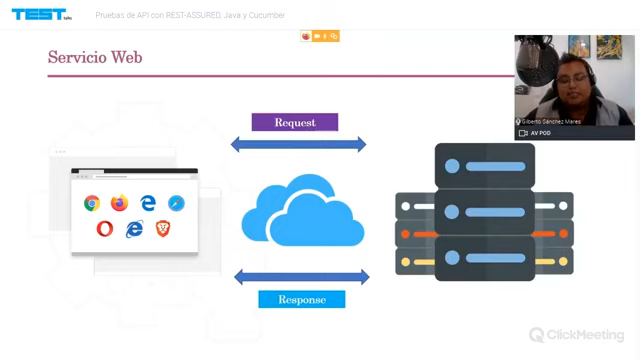 TEST
talks
Pruebas de API con REST-ASSURED, Java y Cucumber
Servicio Web
Request
Gilberto Sánchez Mares
AV POD
Response
ClickMeeting